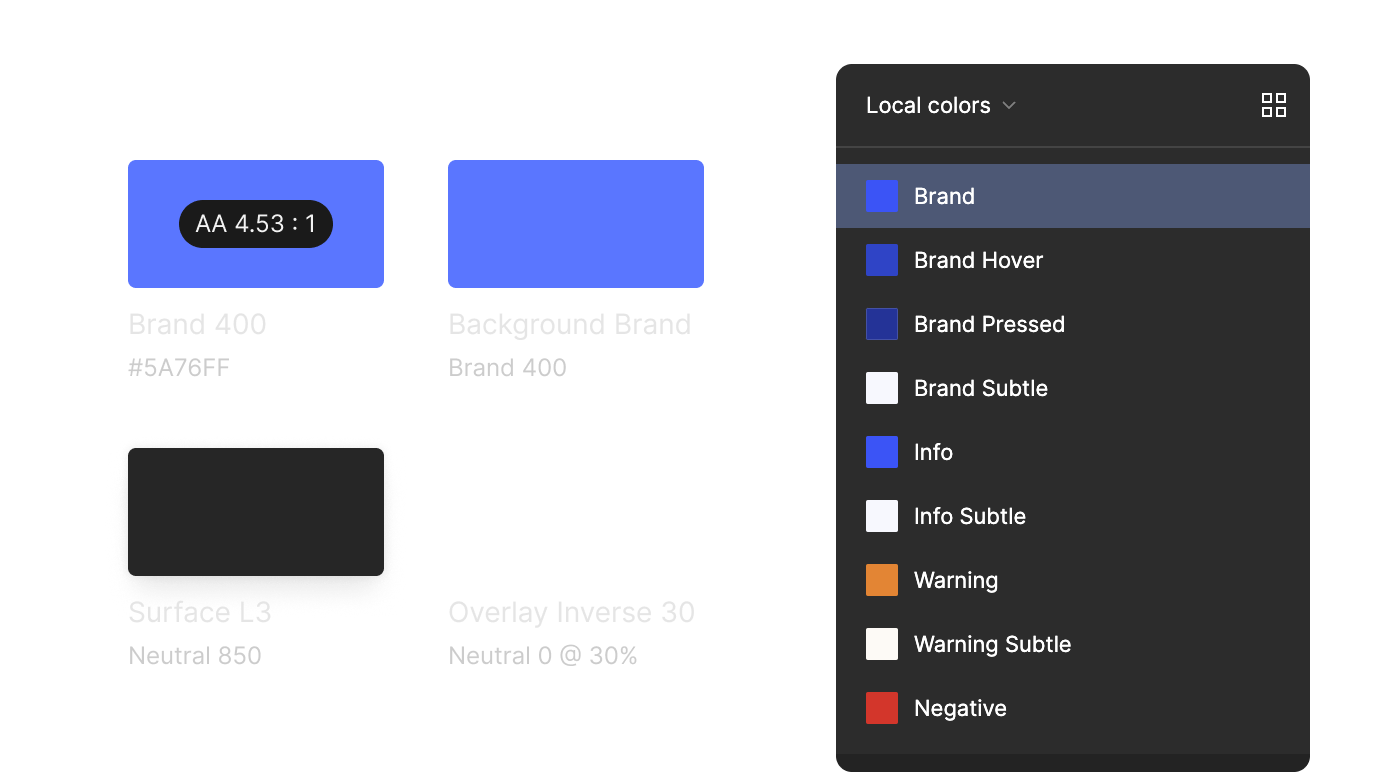 AA 4.53 : 1
Brand 400
#5A76FF
Background Brand
Brand 400
Surface L3
Neutral 850
Overlay Inverse 30
Neutral 0 @ 30%
Local colors
Brand
Brand Hover
Brand Pressed
Brand Subtle
Info
Info Subtle
Warning
Warning Subtle
Negative